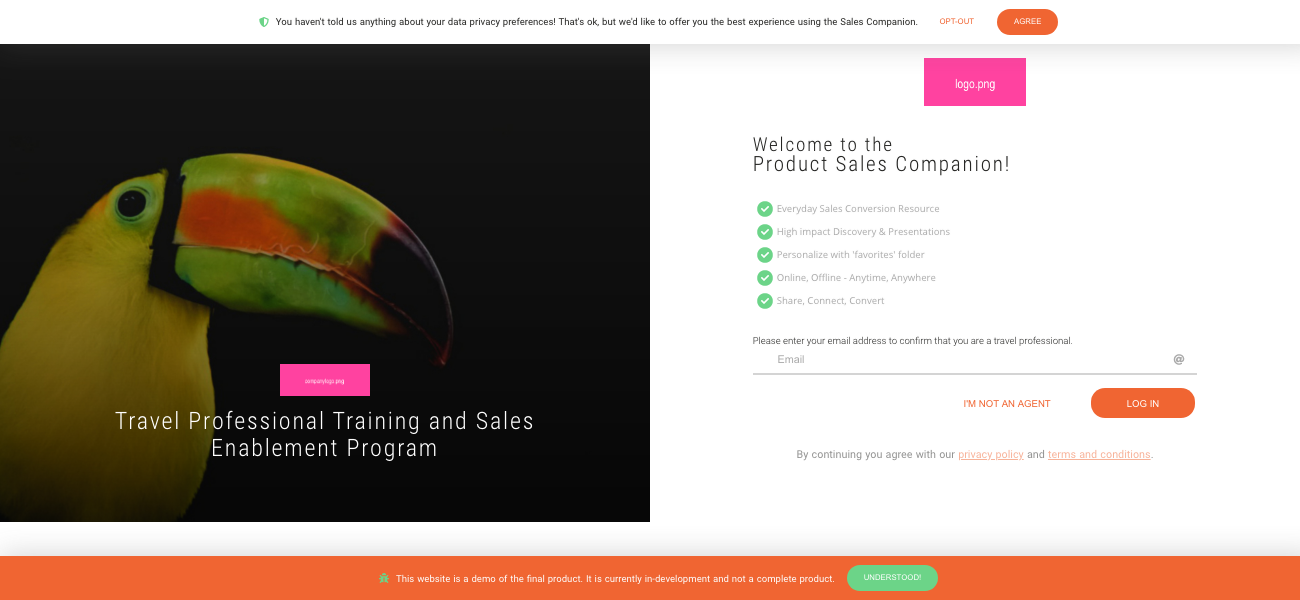 You haven't told us anything about your data privacy preferences! That's ok, but we'd like to offer you the best experience using the Sales Companion.
OPT-OUT
AGREE
logo.png
Welcome to the
Product Sales Companion!
Everyday Sales Conversion Resource
High impact Discovery & Presentations
Personalize with 'favorites' folder
Online, Offline - Anytime, Anywhere
Share, Connect, Convert
Please enter your email address to confirm that you are a travel professional.
Email @
I'M NOT AN AGENT
LOG IN
By continuing you agree with our privacy policy and terms and conditions.
companylogo.png
Travel Professional Training and Sales
Enablement Program
This website is a demo of the final product. It is currently in-development and not a complete product.
UNDERSTOOD!